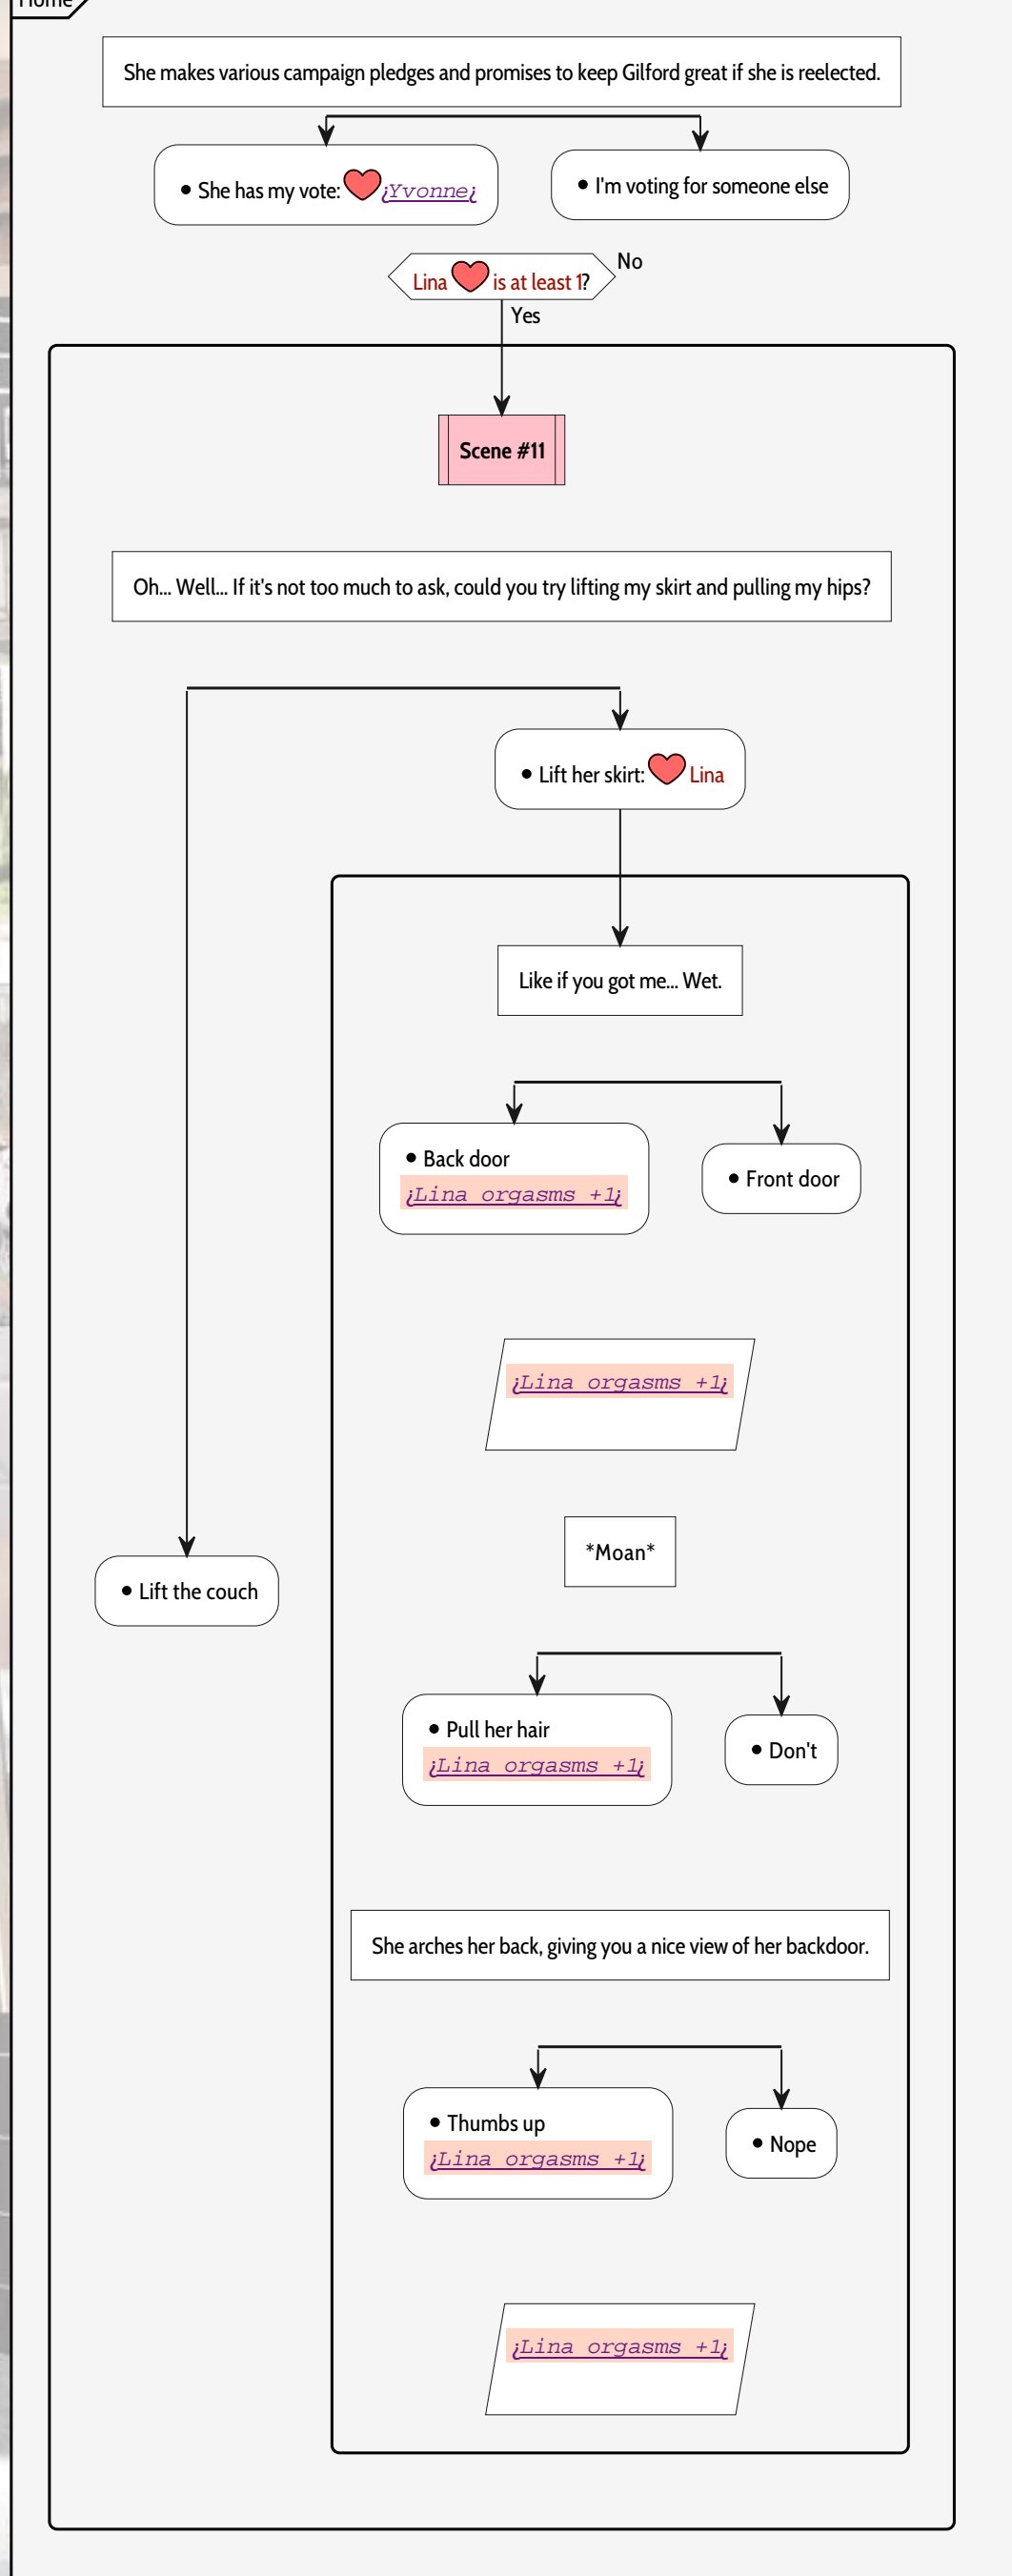 Home
She makes various campaign pledges and promises to keep Gilford great if she is reelected.
• She has my vote: ❤¿Yvonne¿
• I'm voting for someone else
Lina ❤ is at least 1?
No
Yes
Scene #11
Oh... Well... If it's not too much to ask, could you try lifting my skirt and pulling my hips?
• Lift her skirt: ❤ Lina
Like if you got me... Wet.
• Back door
¿Lina orgasms +1¿
• Front door
¿Lina orgasms +1¿
*Moan*
• Lift the couch
• Pull her hair
¿Lina orgasms +1¿
• Don't
She arches her back, giving you a nice view of her backdoor.
• Thumbs up
¿Lina orgasms +1¿
• Nope
¿Lina orgasms +1¿